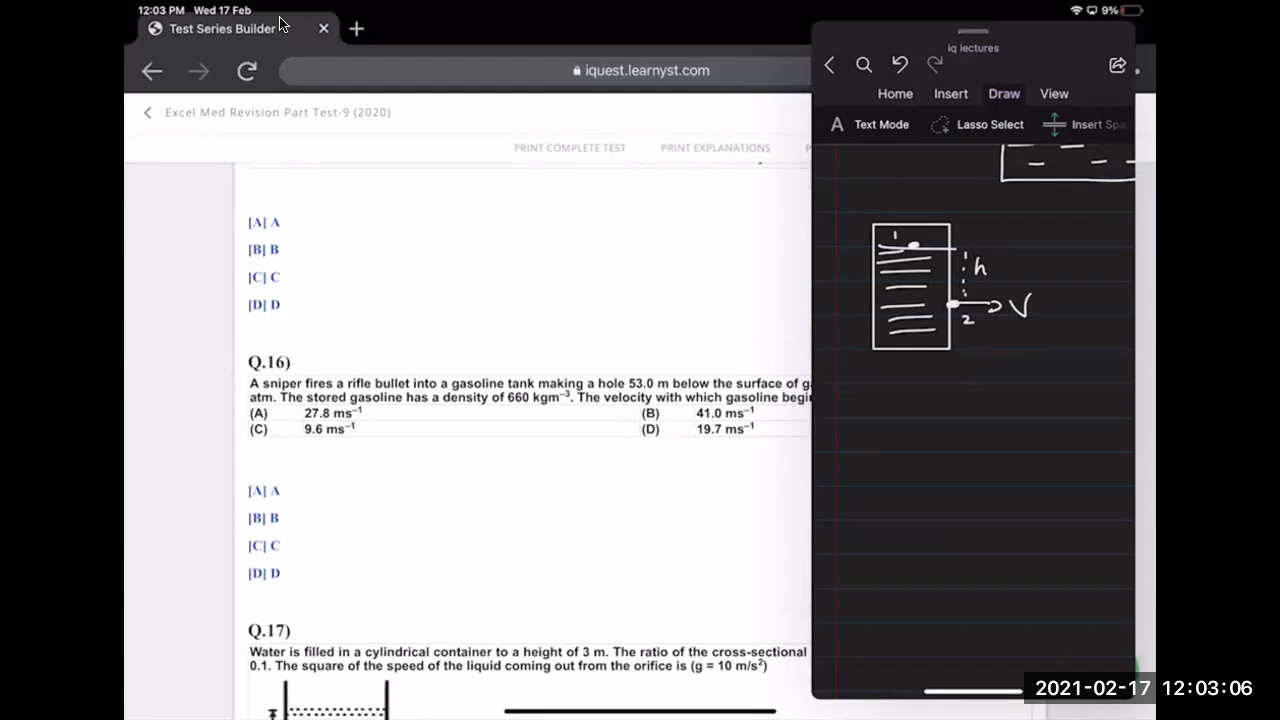 12:03 PM Wed 17 Feb
9%
Test Series Builder
iquest.learnyst.com
Excel Med Revision Part Test-9 (2020)
PRINT COMPLETE TEST
PRINT EXPLANATIONS
P
|A| A
|B| B
|C| C
|D| D
Q.16)
A sniper fires a rifle bullet into a gasoline tank making a hole 53.0 m below the surface of
atm. The stored gasoline has a density of 660 kgm⁻³. The velocity with which gasoline
(A) 27.8 ms⁻¹ (B) 41.0 ms⁻¹
(C) 9.6 ms⁻¹ (D) 19.7 ms⁻¹
|A| A
|B| B
|C| C
|D| D
Q.17)
Water is filled in a cylindrical container to a height of 3 m. The ratio of the cross-sectional
0.1. The square of the speed of the liquid coming out from the orifice is (g = 10 m/s²)
iq lectures
Home Insert Draw View
A Text Mode Lasso Select Insert
1
h
2
V
2021-02-17 12:03:06